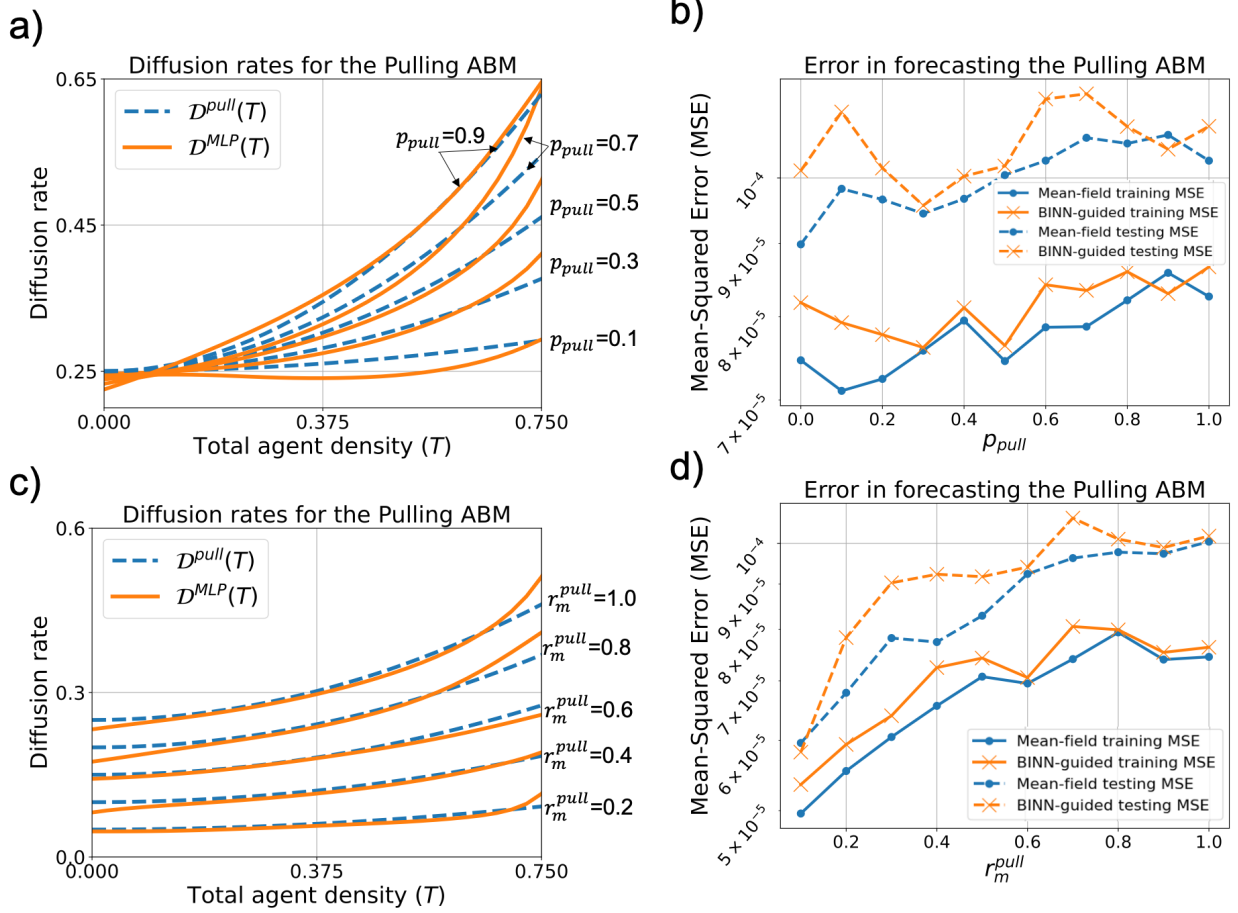 a)
Diffusion rates for the Pulling ABM
0.65
0.45
0.25
Diffusion rate
𝒟^pull(T)
𝒟^MLP(T)
p_pull=0.9
p_pull=0.7
p_pull=0.5
p_pull=0.3
p_pull=0.1
0.000 0.375 0.750
Total agent density (T)
b)
Error in forecasting the Pulling ABM
Mean-Squared Error (MSE)
10⁻⁴
9 × 10⁻⁵
8 × 10⁻⁵
7 × 10⁻⁵
Mean-field training MSE
BINN-guided training MSE
Mean-field testing MSE
BINN-guided testing MSE
0.0 0.2 0.4 0.6 0.8 1.0
p_pull
c)
Diffusion rates for the Pulling ABM
0.6
0.3
0.0
Diffusion rate
𝒟^pull(T)
𝒟^MLP(T)
r_m^pull=1.0
r_m^pull=0.8
r_m^pull=0.6
r_m^pull=0.4
r_m^pull=0.2
0.000 0.375 0.750
Total agent density (T)
d)
Error in forecasting the Pulling ABM
Mean-Squared Error (MSE)
10⁻⁴
9 × 10⁻⁵
8 × 10⁻⁵
7 × 10⁻⁵
6 × 10⁻⁵
5 × 10⁻⁵
Mean-field training MSE
BINN-guided training MSE
Mean-field testing MSE
BINN-guided testing MSE
0.2 0.4 0.6 0.8 1.0
r_m^pull